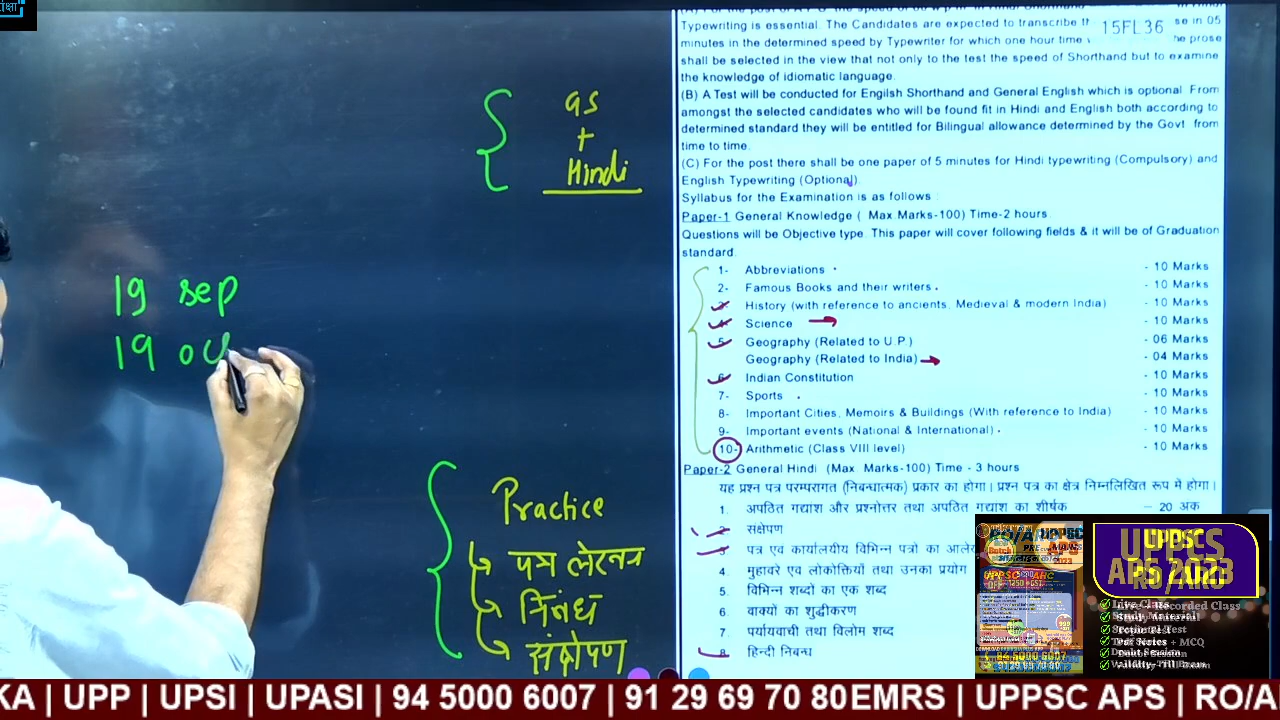 GS
+
Hindi
19 sep
19 oc
Practice
पत्र लेखन
निबंध
संक्षेपण
15FL36
Typewriting is essential. The Candidates are expected to transcribe th se in 05
minutes in the determined speed by Typewriter for which one hour time he prose
shall be selected in the view that not only to the test the speed of Shorthand but to examine
the knowledge of idiomatic language.
(B) A Test will be conducted for Engilsh Shorthand and General English which is optional. From
amongst the selected candidates who will be found fit in Hindi and English both according to
determined standard they will be entitled for Bilingual allowance determined by the Govt from
time to time.
(C) For the post there shall be one paper of 5 minutes for Hindi typewriting (Compulsory) and
English Typewriting (Optional)
Syllabus for the Examination is as follows :
Paper-1 General Knowledge ( Max Marks-100) Time-2 hours.
Questions will be Objective type. This paper will cover following fields & it will be of Graduation
standard.
1- Abbreviations - 10 Marks
2- Famous Books and their writers. - 10 Marks
3- History (with reference to ancients, Medieval & modern India) - 10 Marks
4- Science - 10 Marks
5- Geography (Related to U.P.) - 06 Marks
Geography (Related to India) - 04 Marks
6- Indian Constitution - 10 Marks
7- Sports - 10 Marks
8- Important Cities, Memoirs & Buildings (With reference to India) - 10 Marks
9- Important events (National & International) - 10 Marks
10- Arithmetic (Class VIII level) - 10 Marks
Paper-2 General Hindi (Max Marks-100) Time - 3 hours
यह प्रश्न पत्र परम्परागत (निबन्धात्मक) प्रकार का होगा। प्रश्न पत्र का क्षेत्र निम्नलिखित रूप में होगा।
1. अपठित गद्यांश और प्रश्नोत्तर तथा अपठित गद्यांश का शीर्षक – 20 अंक
2 संक्षेपण
3 पत्र एवं कार्यालयीय विभिन्न पत्रों का आले
4. मुहावरे एवं लोकोक्तियाँ तथा उनका प्रयोग
5. विभिन्न शब्दों का एक शब्द
6 वाक्यों का शुद्धीकरण
7 पर्यायवाची तथा विलोम शब्द
8 हिन्दी निबन्ध
KA | UPP | UPSI | UPASI | 94 5000 6007 | 91 29 69 70 80 EMRS | UPPSC APS | RO/A